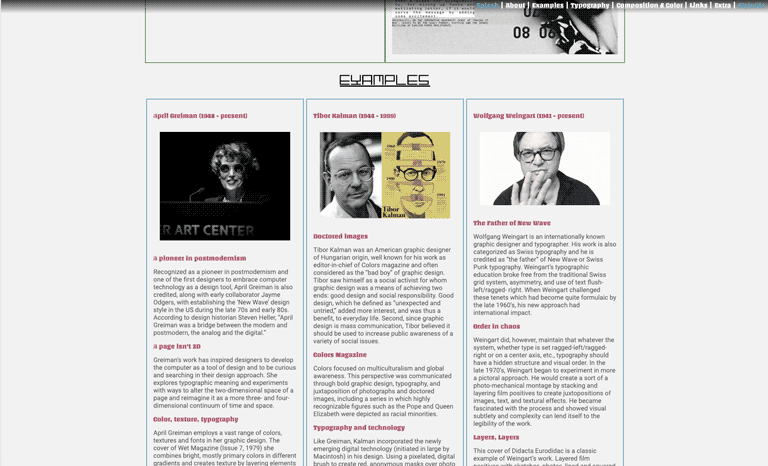 Splash | About | Examples | Typography | Composition & Color | Links | Extra |
serve the message by adding
some excitement.
08 06
EXAMPLES
April Greiman (1948 - present)
R ART CENTER
A pioneer in postmodernism
Recognized as a pioneer in postmodernism and
one of the first designers to embrace computer
technology as a design tool, April Greiman is also
credited, along with early collaborator Jayme
Odgers, with establishing the 'New Wave' design
style in the US during the late 70s and early 80s.
According to design historian Steven Heller, "April
Greiman was a bridge between the modern and
postmodern, the analog and the digital."
A page isn't 2D
Greiman's work has inspired designers to develop
the computer as a tool of design and to be curious
and searching in their design approach. She
explores typographic meaning and experiments
with ways to alter the two-dimensional space of a
page and reimagine it as a more three- and four-
dimensional continuum of time and space.
Color, texture, typography
April Greiman employs a vast range of colors,
textures and fonts in her graphic design. The
cover of Wet Magazine (Issue 7, 1979) she
combines bright, mostly primary colors in different
gradients and creates texture by layering elements
Tibor Kalman (1944 - 1999)
Tibor
Kalman
Doctored images
Tibor Kalman was an American graphic designer
of Hungarian origin, well known for his work as
editor-in-chief of Colors magazine and often
considered as the "bad boy" of graphic design.
Tibor saw himself as a social activist for whom
graphic design was a means of achieving two
ends: good design and social responsibility. Good
design, which he defined as "unexpected and
untried," added more interest, and was thus a
benefit, to everyday life. Second, since graphic
design is mass communication, Tibor believed it
should be used to increase public awareness of a
variety of social issues.
Colors Magazine
Colors focused on multiculturalism and global
awareness. This perspective was communicated
through bold graphic design, typography, and
juxtaposition of photographs and doctored
images, including a series in which highly
recognizable figures such as the Pope and Queen
Elizabeth were depicted as racial minorities.
Typography and technology
Like Greiman, Kalman incorporated the newly
emerging digital technology (initiated in large by
Macintosh) in his design. Using a pixelated, digital
brush to create red, anonymous masks over photo
Wolfgang Weingart (1941 - present)
The Father of New Wave
Wolfgang Weingart is an internationally known
graphic designer and typographer. His work is also
categorized as Swiss typography and he is
credited as "the father" of New Wave or Swiss
Punk typography. Weingart's typographic
education broke free from the traditional Swiss
grid system, asymmetry, and use of text flush-
left/ragged- right. When Weingart challenged
these tenets which had become quite formulaic by
the late 1960's, his new approach had
international impact.
Order in chaos
Weingart did, however, maintain that whatever the
system, whether type is set ragged-left/ragged-
right or on a center axis, etc., typography should
have a hidden structure and visual order. In the
late 1970's, Weingart began to experiment in more
a pictorial approach. He would create a sort of a
photo-mechanical montage by stacking and
layering film positives to create juxtapositions of
images, text, and textural effects. He became
fascinated with the process and showed visual
subtlety and complexity can lend itself to the
legibility of the work.
Layers, Layers
This cover of Didacta Eurodidac is a classic
example of Weingart's work. Layered film